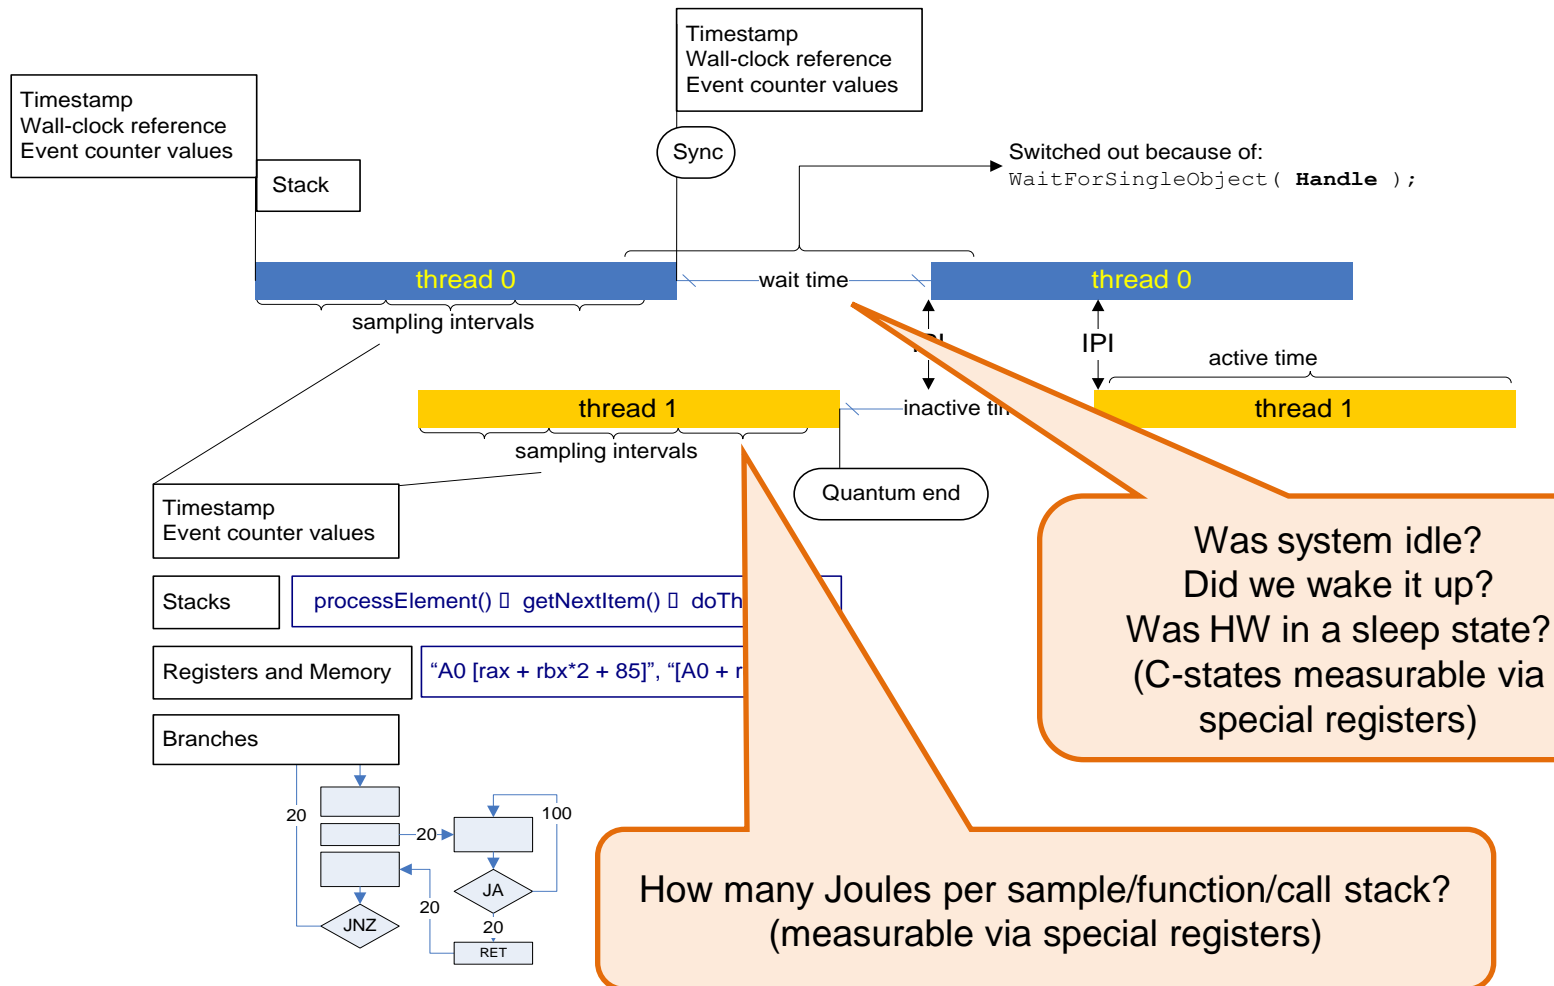 Timestamp
Wall-clock reference
Event counter values
Timestamp
Wall-clock reference
Event counter values
Stack
Sync
Switched out because of:
WaitForSingleObject( Handle );
thread 0
wait time
thread 0
sampling intervals
IPI
active time
thread 1
inactive
thread 1
sampling intervals
Quantum end
Timestamp
Event counter values
Stacks
processElement() ▯ getNextItem() ▯
Registers and Memory
“A0 [rax + rbx*2 + 85]”, “[A0 +
Branches
20
20
100
JA
20
JNZ
20
RET
Was system idle?
Did we wake it up?
Was HW in a sleep state?
(C-states measurable via
special registers)
How many Joules per sample/function/call stack?
(measurable via special registers)